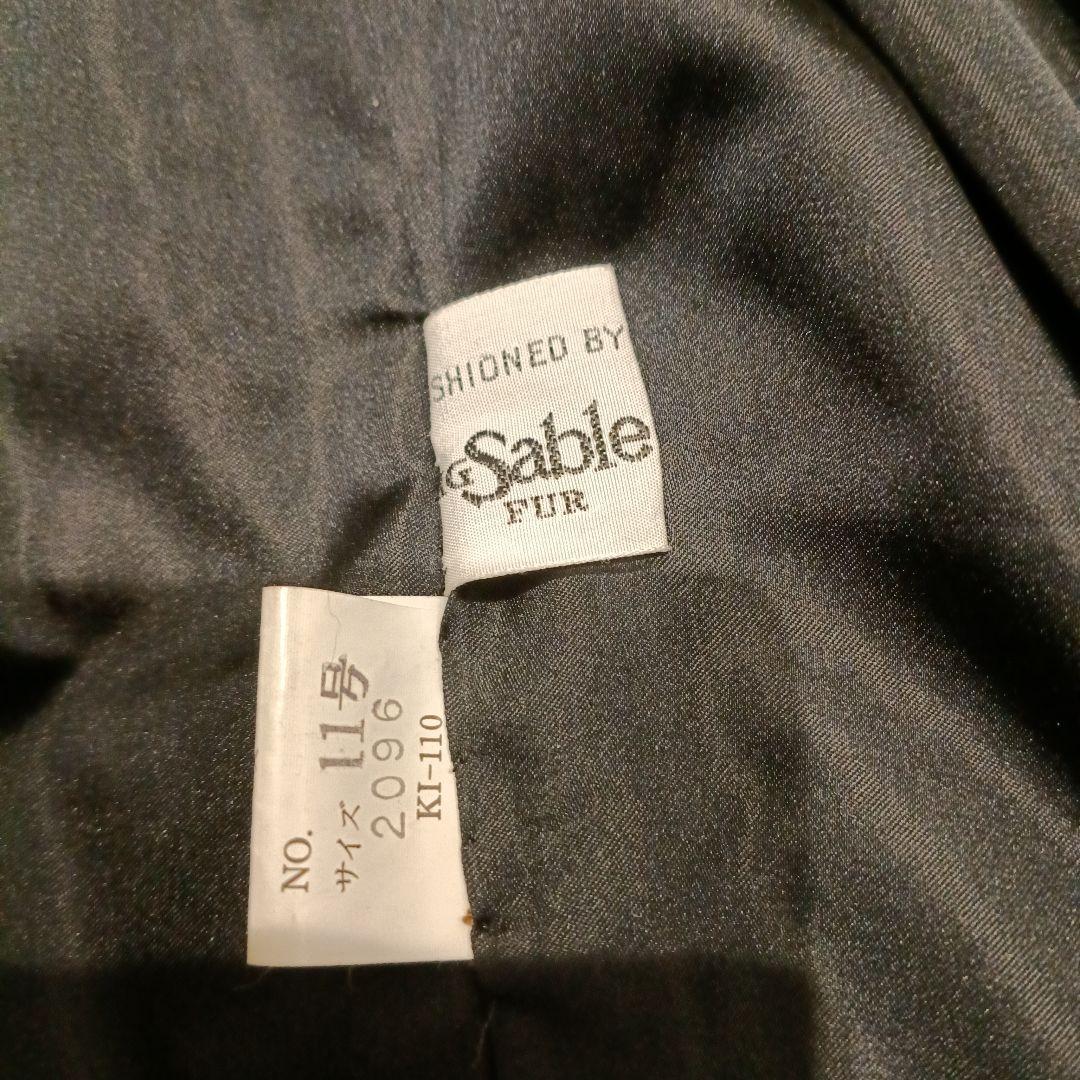 SHIONED BY
Sable
FUR
NO.
サイズ 11号
2096
KI-110